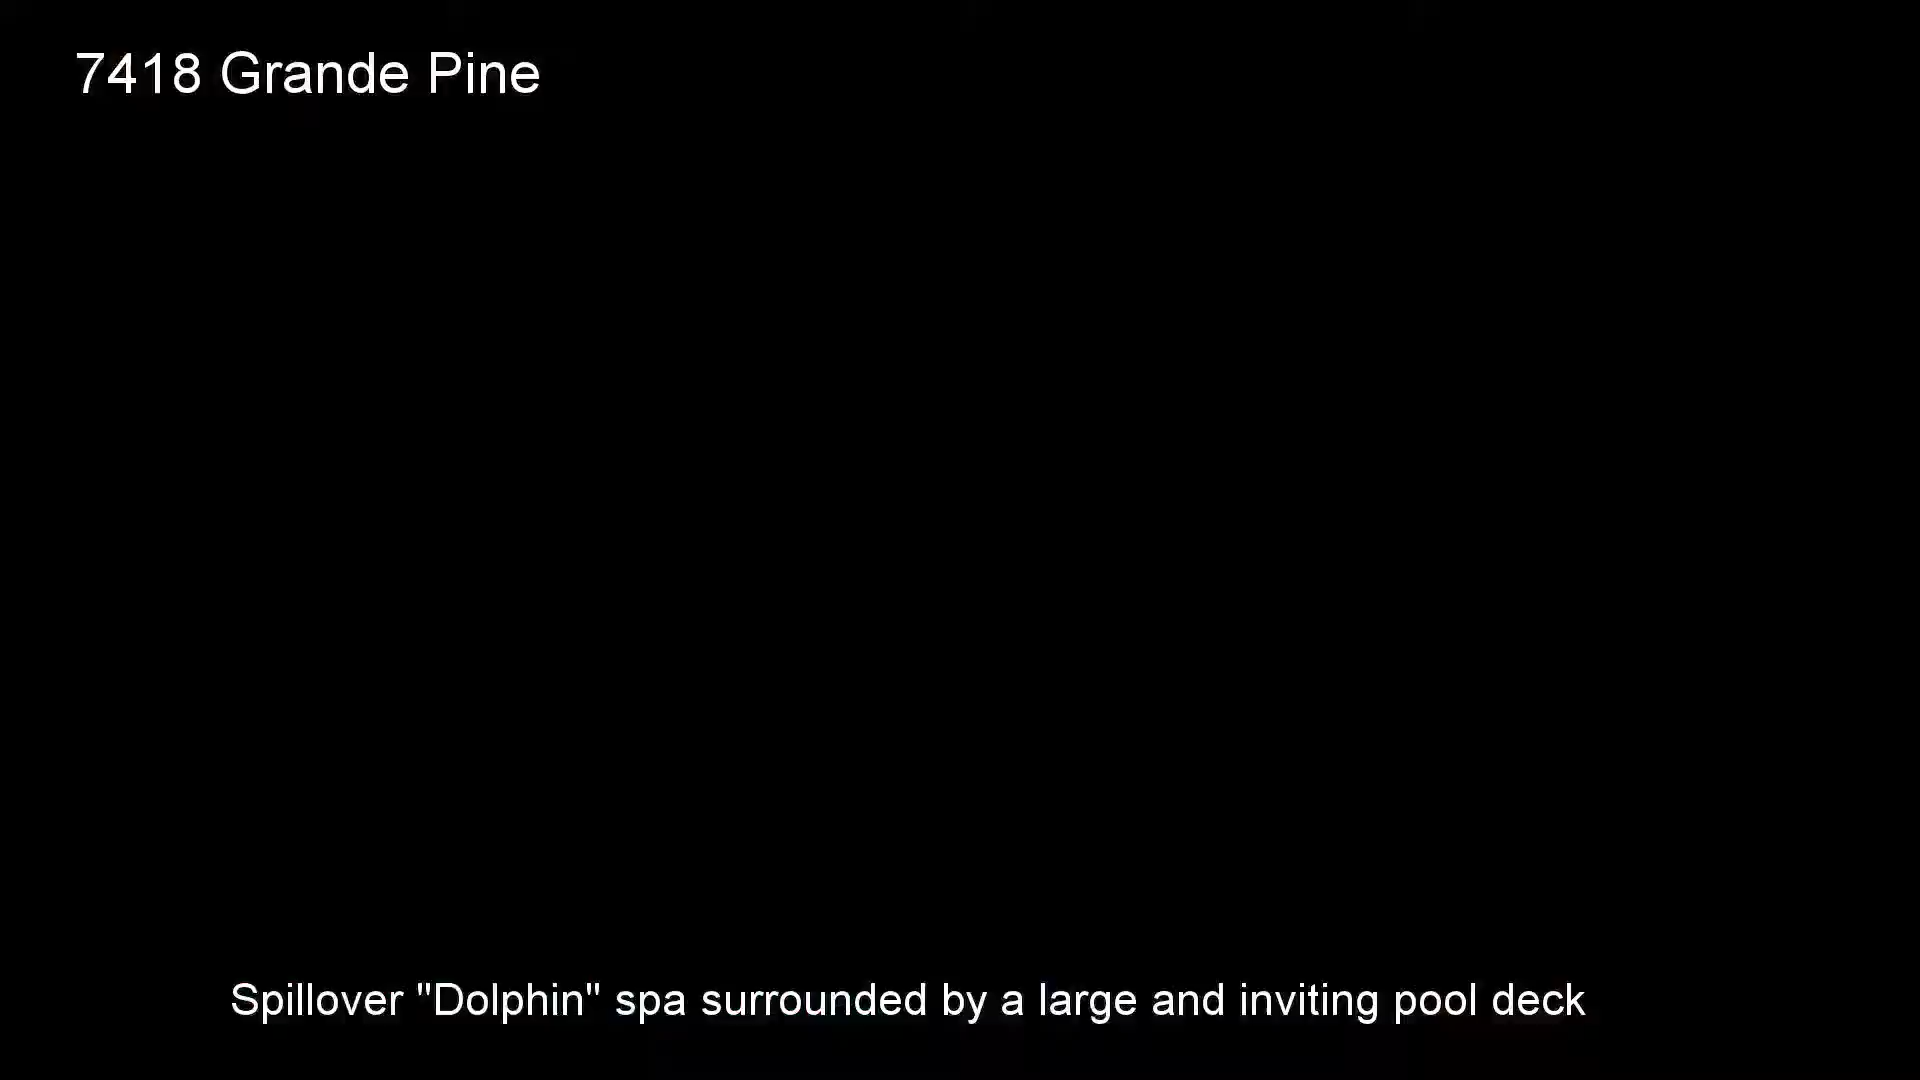 7418 Grande Pine
Spillover "Dolphin" spa surrounded by a large and inviting pool deck